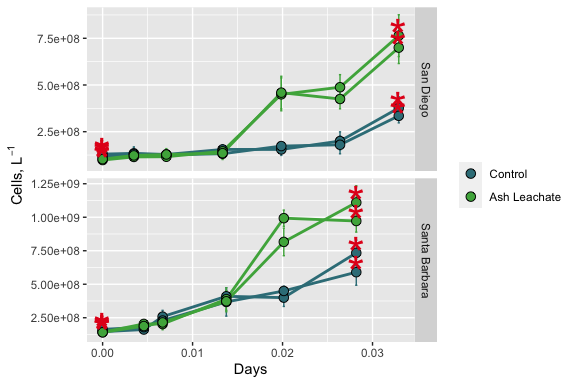 7.5e+08
5.0e+08
2.5e+08
San Diego
1.25e+09
1.00e+09
7.50e+08
5.00e+08
2.50e+08
Santa Barbara
0.00 0.01 0.02 0.03
Days
Cells, L⁻¹
Control
Ash Leachate